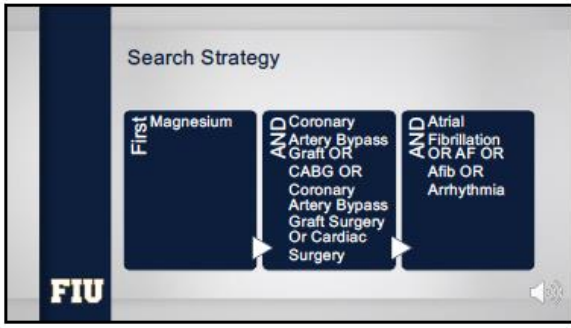 Search Strategy
First
Magnesium
AND
Coronary
Artery Bypass
Graft OR
CABG OR
Coronary
Artery Bypass
Graft Surgery
Or Cardiac
Surgery
AND
Atrial
Fibrillation
OR AF OR
Afib OR
Arrhythmia
FIU